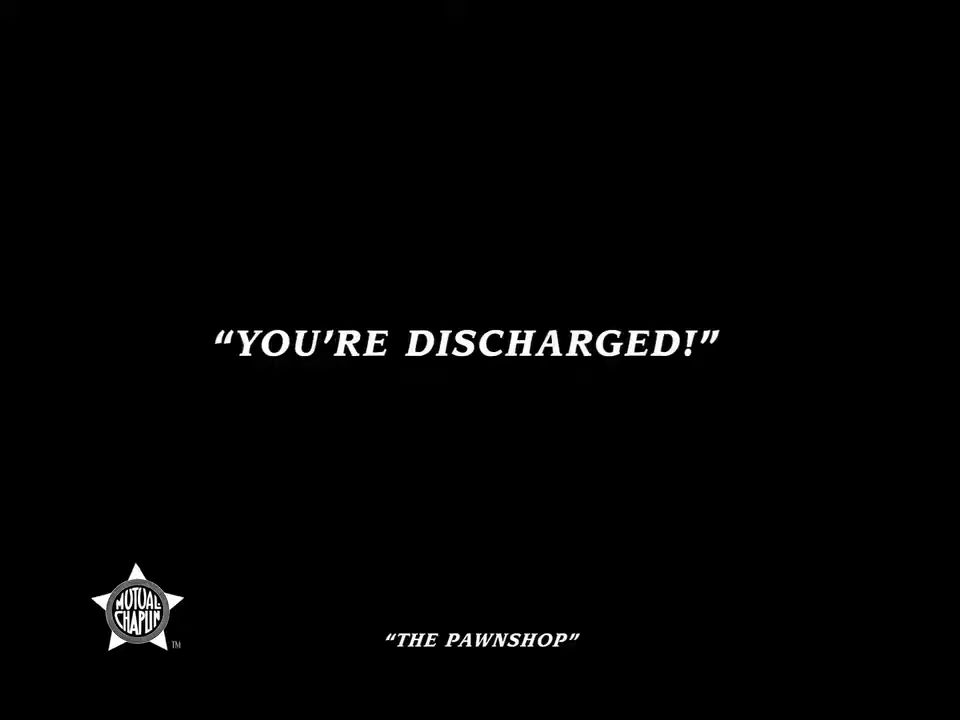 “YOU’RE DISCHARGED!”
MUTUAL-
CHAPLIN
TM
“THE PAWNSHOP”